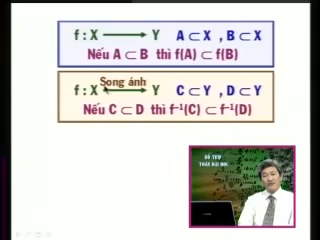 f : X ⟶ Y A ⊂ X , B ⊂ X
Nếu A ⊂ B thì f(A) ⊂ f(B)
Song ánh
f : X ⟶ Y C ⊂ Y , D ⊂ Y
Nếu C ⊂ D thì f⁻¹(C) ⊂ f⁻¹(D)